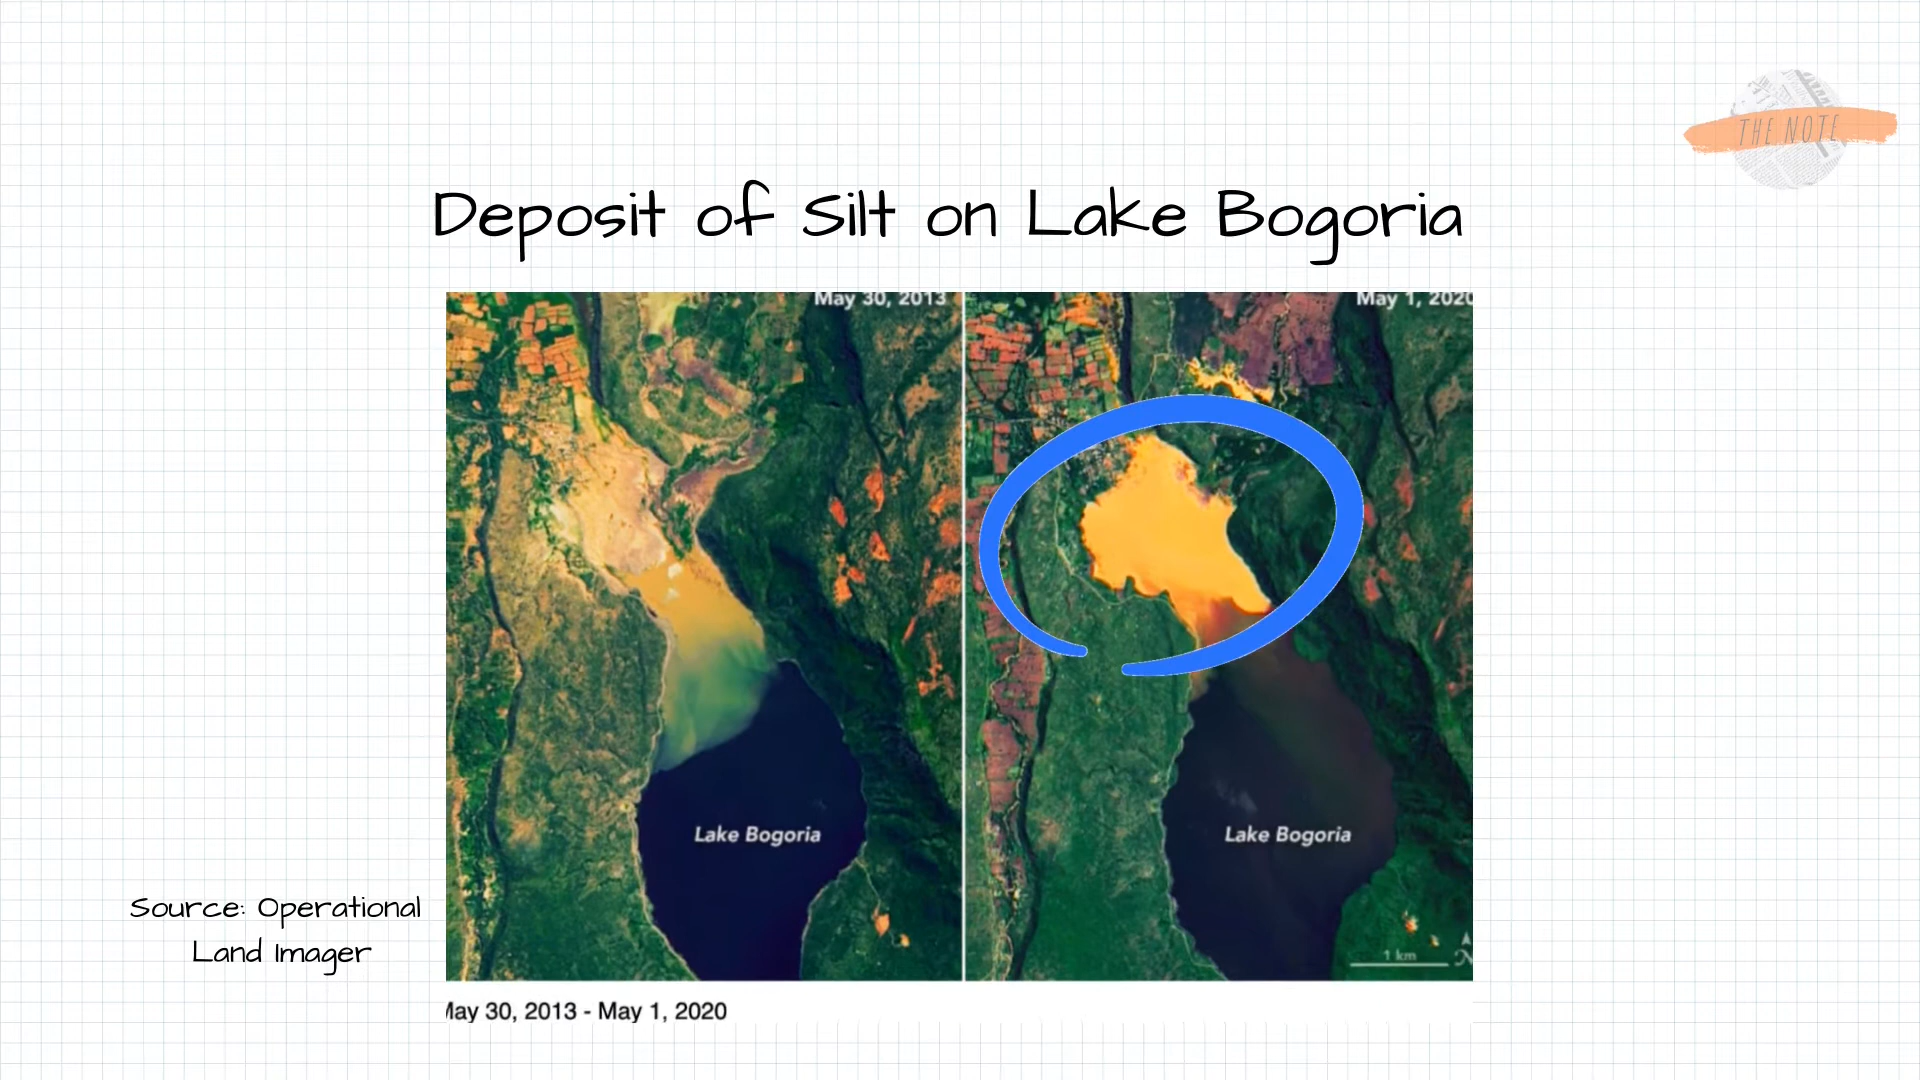 THE NOTE
Deposit of Silt on Lake Bogoria
May 30, 2013
May 1, 2020
Lake Bogoria
Lake Bogoria
Source: Operational
Land Imager
1 km
N
May 30, 2013 - May 1, 2020